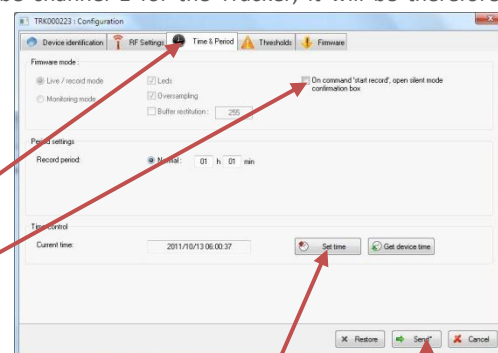 be channel 2 for the Tracker, it will be therefore
TRK000223 : Configuration
Device identification RF Settings Time & Period Thresholds Firmware
Firmware mode :
Live / record mode Leds On command 'start record', open silent mode
confirmation box
Monitoring mode Oversampling
Buffer restitution : 255
Period settings
Record period: Normal : 01 h 01 min
Time control
Current time: 2011/10/13 06:00:37 Set time Get device time
Restore Send* Cancel